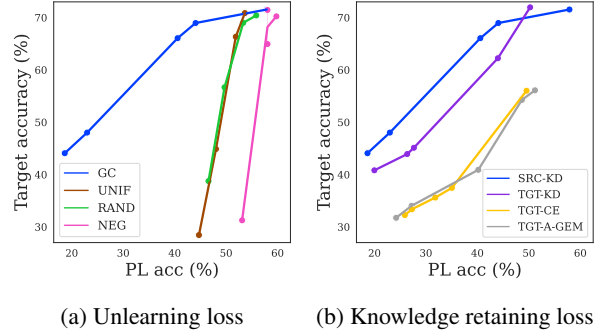 Target accuracy (%)
70
60
50
40
30
20
30
40
50
60
PL acc (%)
GC
UNIF
RAND
NEG
(a) Unlearning loss
Target accuracy (%)
70
60
50
40
30
20
30
40
50
60
PL acc (%)
SRC-KD
TGT-KD
TGT-CE
TGT-A-GEM
(b) Knowledge retaining loss